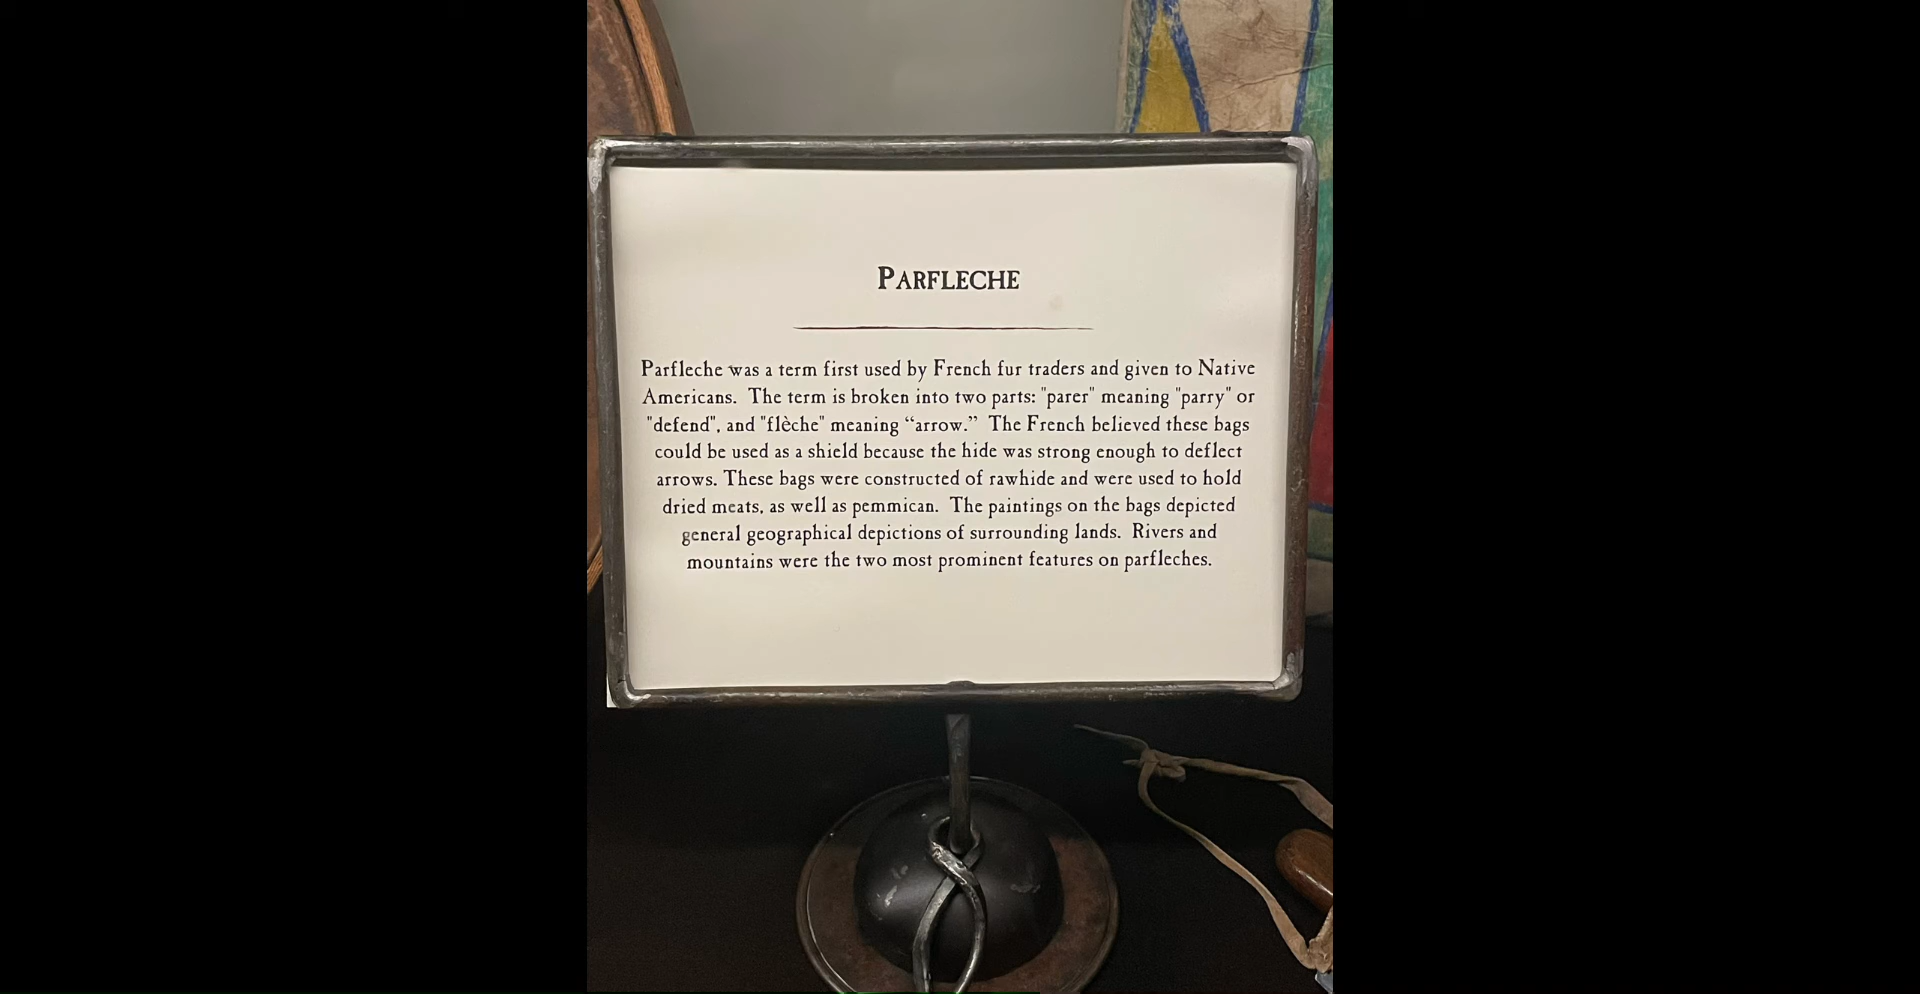 PARFLECHE
Parfleche was a term first used by French fur traders and given to Native
Americans. The term is broken into two parts: "parer" meaning "parry" or
"defend", and "flèche" meaning “arrow.” The French believed these bags
could be used as a shield because the hide was strong enough to deflect
arrows. These bags were constructed of rawhide and were used to hold
dried meats, as well as pemmican. The paintings on the bags depicted
general geographical depictions of surrounding lands. Rivers and
mountains were the two most prominent features on parfleches.